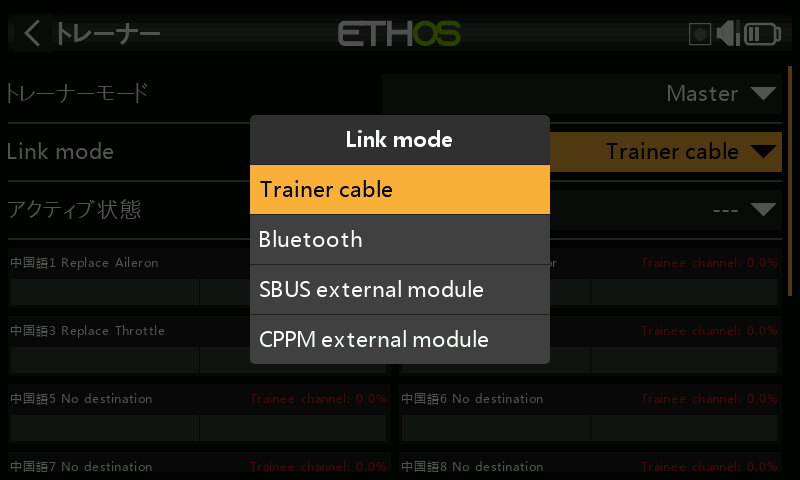 トレーナー
ETHOS
トレーナーモード Master
Link mode Trainer cable
アクティブ状態 ---
Link mode
Trainer cable
Bluetooth
SBUS external module
CPPM external module
中国語1 Replace Aileron
Trainee channel: 0.0%
中国語3 Replace Throttle
Trainee channel: 0.0%
中国語5 No destination Trainee channel: 0.0%
中国語6 No destination Trainee channel: 0.0%
中国語7 No destination Trainee channel: 0.0%
中国語8 No destination Trainee channel: 0.0%